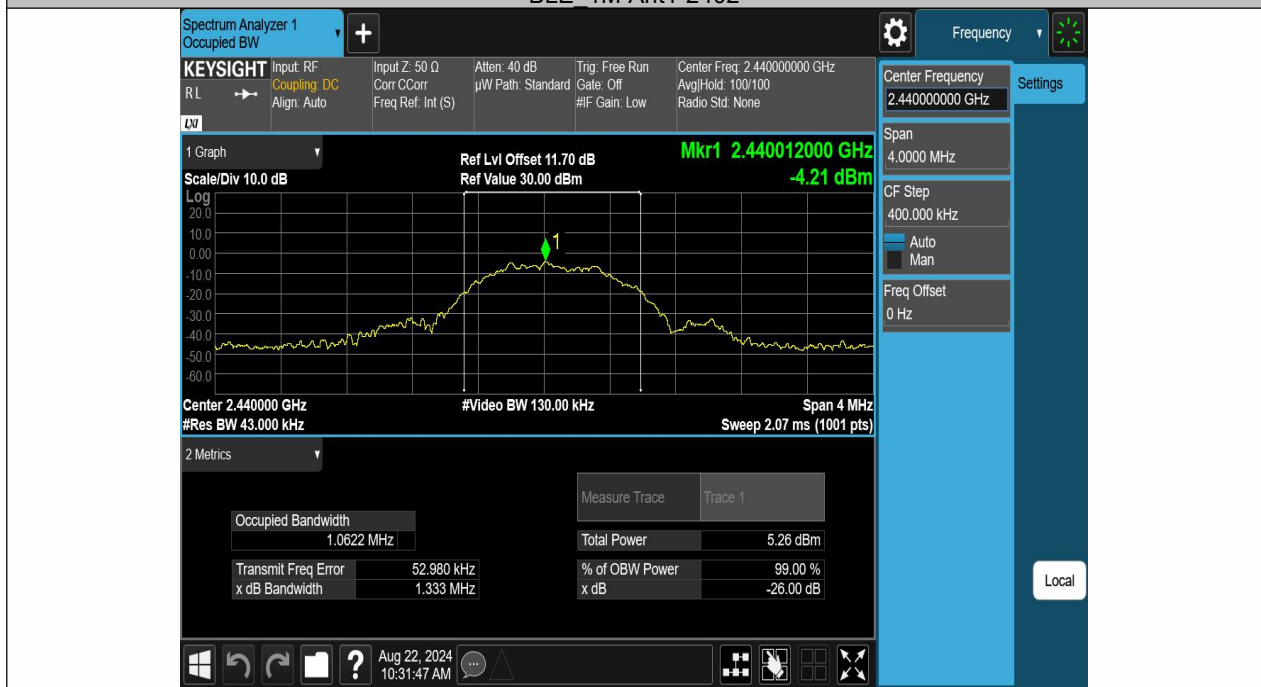 BLE_1M-Ant1-2402
Spectrum Analyzer 1
Occupied BW
+
Frequency
KEYSIGHT
RL
LXI
Input: RF
Coupling: DC
Align: Auto
Input Z: 50 Ω
Corr CCorr
Freq Ref: Int (S)
Atten: 40 dB
µW Path: Standard
Trig: Free Run
Gate: Off
#IF Gain: Low
Center Freq: 2.440000000 GHz
Avg|Hold: 100/100
Radio Std: None
Center Frequency
2.440000000 GHz
Settings
Span
4.0000 MHz
CF Step
400.000 kHz
Auto
Man
Freq Offset
0 Hz
Local
1 Graph
Scale/Div 10.0 dB
Ref Lvl Offset 11.70 dB
Ref Value 30.00 dBm
Mkr1 2.440012000 GHz
-4.21 dBm
Log
20.0
10.0
0.00
-10.0
-20.0
-30.0
-40.0
-50.0
-60.0
1
Center 2.440000 GHz
#Res BW 43.000 kHz
#Video BW 130.00 kHz
Span 4 MHz
Sweep 2.07 ms (1001 pts)
2 Metrics
Measure Trace Trace 1
Occupied Bandwidth
1.0622 MHz
Total Power 5.26 dBm
Transmit Freq Error 52.980 kHz
% of OBW Power 99.00 %
x dB Bandwidth 1.333 MHz
x dB -26.00 dB
?
Aug 22, 2024
10:31:47 AM